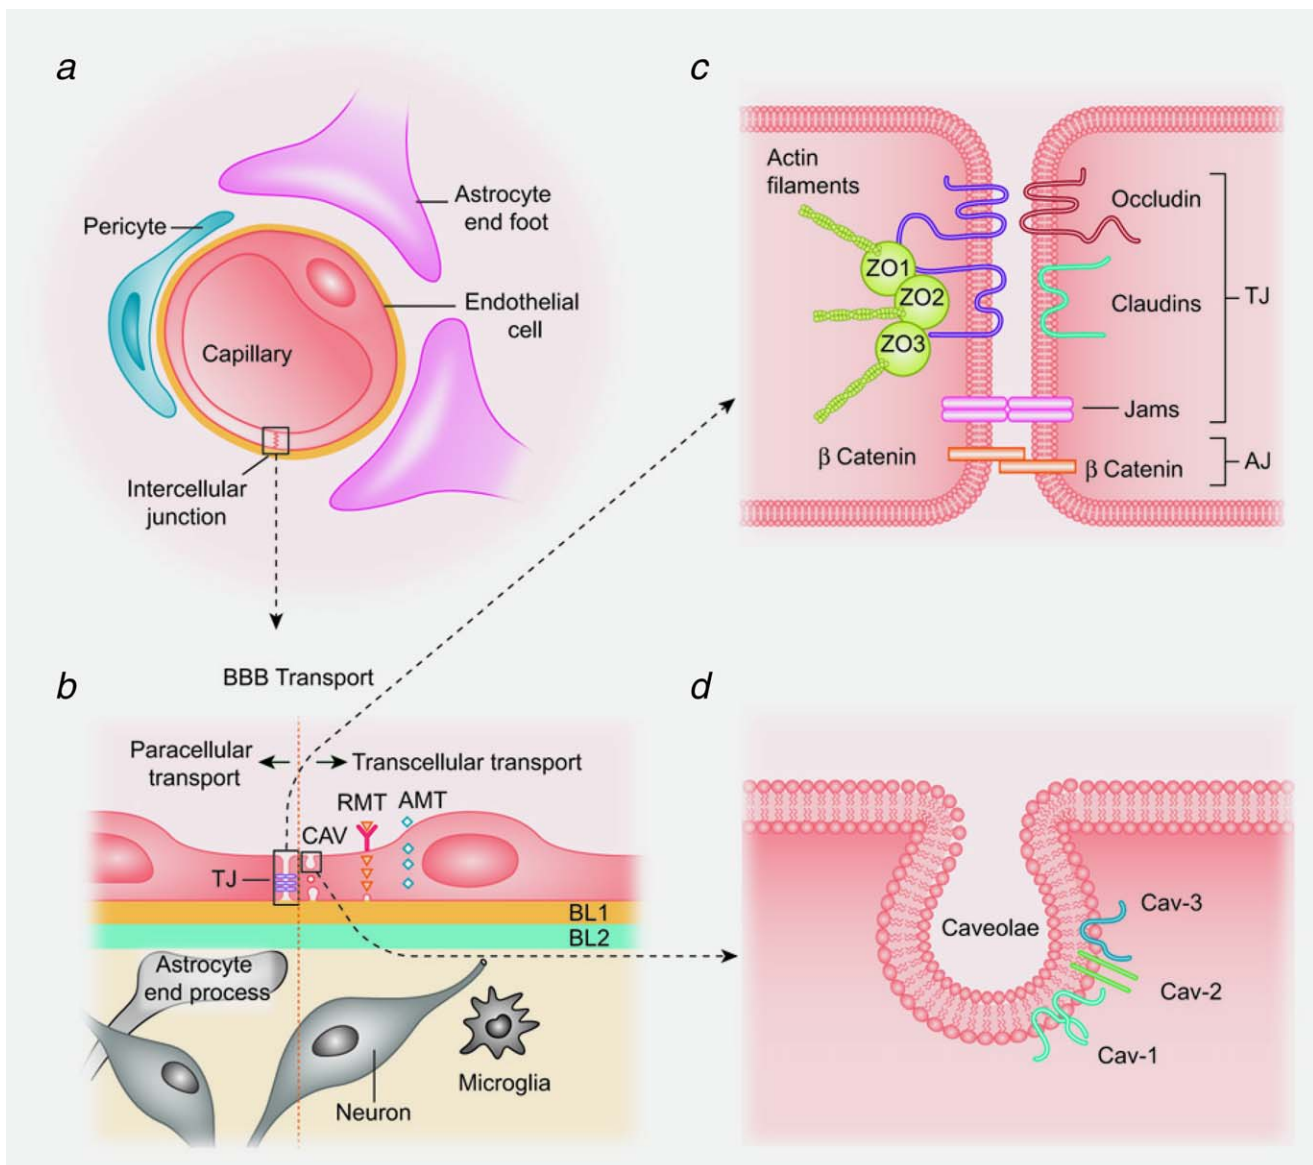 a
Pericyte
Astrocyte
end foot
Endothelial
cell
Capillary
Intercellular
junction
c
Actin
filaments
ZO1
ZO2
ZO3
Occludin
Claudins
TJ
Jams
β Catenin
β Catenin
AJ
b
BBB Transport
Paracellular
transport
Transcellular transport
RMT
AMT
CAV
TJ
BL1
BL2
Astrocyte
end process
Neuron
Microglia
d
Caveolae
Cav-3
Cav-2
Cav-1